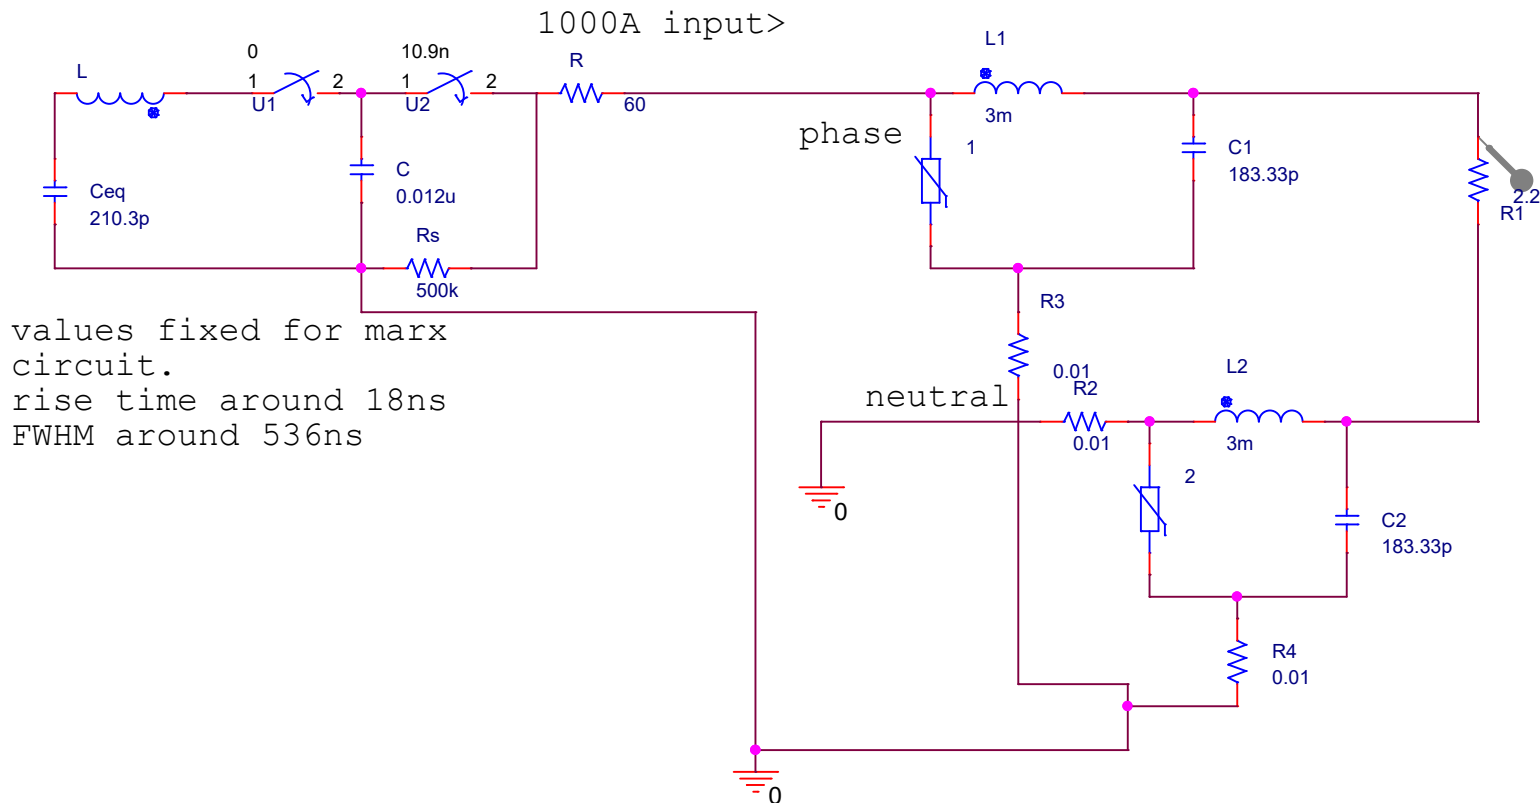 1000A input>
0
10.9n
L
1
2
U1
1
2
U2
R
60
L1
3m
phase
1
C1
183.33p
2.2
R1
Ceq
210.3p
C
0.012u
Rs
500k
values fixed for marx
circuit.
rise time around 18ns
FWHM around 536ns
R3
0.01
neutral
R2
0.01
L2
3m
2
0
C2
183.33p
R4
0.01
0